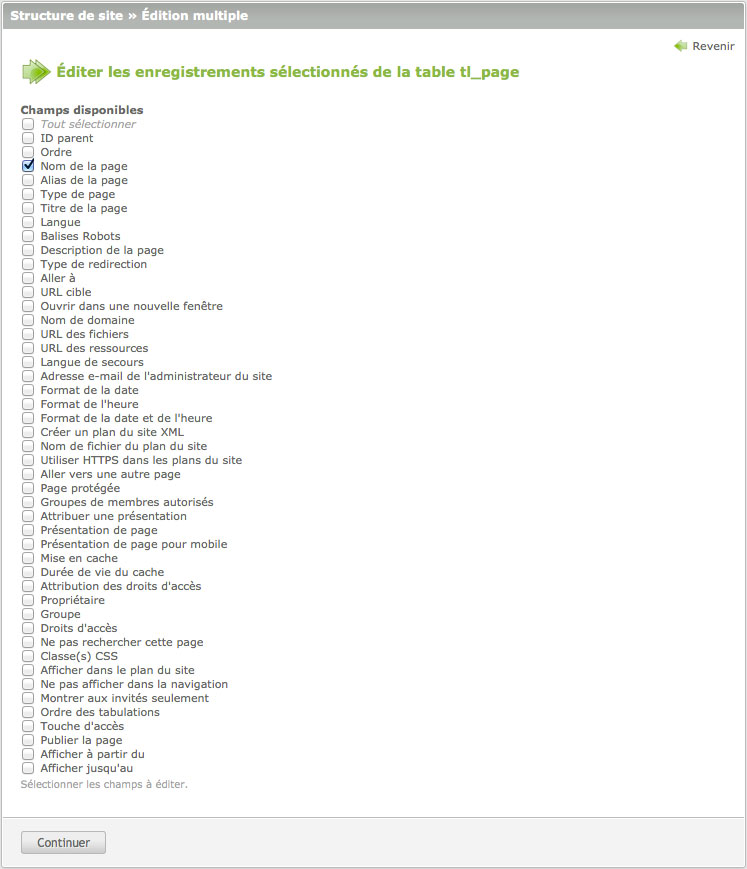 Structure de site » Édition multiple
Revenir
Éditer les enregistrements sélectionnés de la table tl_page
Champs disponibles
Tout sélectionner
ID parent
Ordre
Nom de la page
Alias de la page
Type de page
Titre de la page
Langue
Balises Robots
Description de la page
Type de redirection
Aller à
URL cible
Ouvrir dans une nouvelle fenêtre
Nom de domaine
URL des fichiers
URL des ressources
Langue de secours
Adresse e-mail de l'administrateur du site
Format de la date
Format de l'heure
Format de la date et de l'heure
Créer un plan du site XML
Nom de fichier du plan du site
Utiliser HTTPS dans les plans du site
Aller vers une autre page
Page protégée
Groupes de membres autorisés
Attribuer une présentation
Présentation de page
Présentation de page pour mobile
Mise en cache
Durée de vie du cache
Attribution des droits d'accès
Propriétaire
Groupe
Droits d'accès
Ne pas rechercher cette page
Classe(s) CSS
Afficher dans le plan du site
Ne pas afficher dans la navigation
Montrer aux invités seulement
Ordre des tabulations
Touche d'accès
Publier la page
Afficher à partir du
Afficher jusqu'au
Sélectionner les champs à éditer.
Continuer